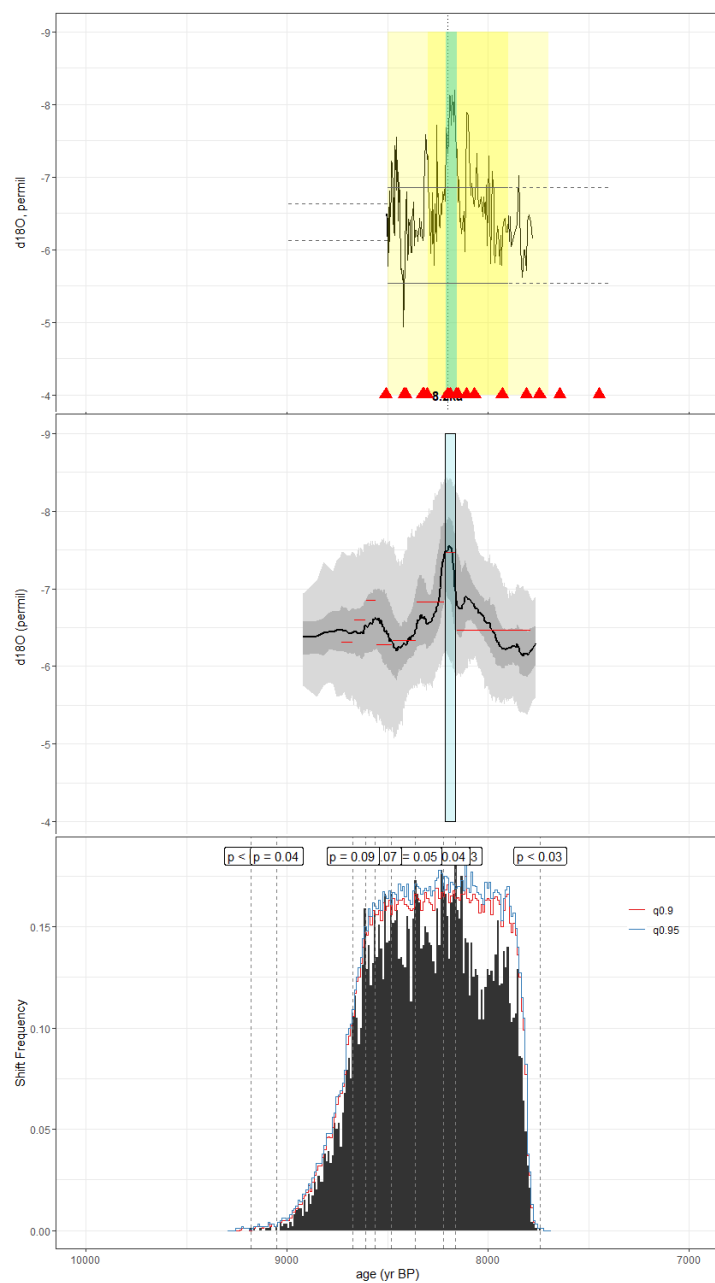 -9
-8
-7
-6
-5
-4
d18O, permil
8.2ka
-9
-8
-7
-6
-5
-4
d18O (permil)
p < p = 0.04 p = 0.09 07 = 0.05 0.04 3 p < 0.03
0.15
0.10
0.05
0.00
Shift Frequency
q0.9
q0.95
10000 9000 8000 7000
age (yr BP)